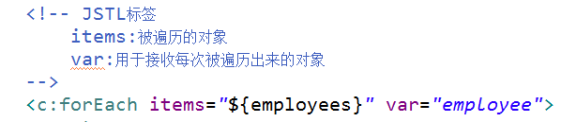 <!-- JSTL标签
items:被遍历的对象
var:用于接收每次被遍历出来的对象
-->
<c:forEach items="${employees}" var="employee">